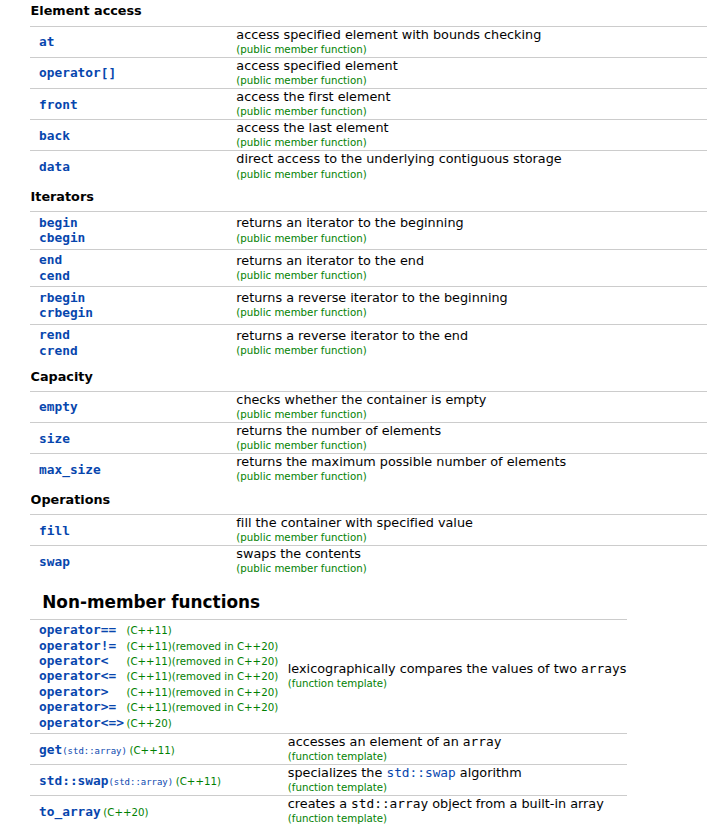 Element access
at
access specified element with bounds checking
(public member function)
operator[]
access specified element
(public member function)
front
access the first element
(public member function)
back
access the last element
(public member function)
data
direct access to the underlying contiguous storage
(public member function)
Iterators
begin
cbegin
returns an iterator to the beginning
(public member function)
end
cend
returns an iterator to the end
(public member function)
rbegin
crbegin
returns a reverse iterator to the beginning
(public member function)
rend
crend
returns a reverse iterator to the end
(public member function)
Capacity
empty
checks whether the container is empty
(public member function)
size
returns the number of elements
(public member function)
max_size
returns the maximum possible number of elements
(public member function)
Operations
fill
fill the container with specified value
(public member function)
swap
swaps the contents
(public member function)
Non-member functions
operator== (C++11)
operator!= (C++11)(removed in C++20)
operator< (C++11)(removed in C++20)
operator<= (C++11)(removed in C++20)
operator> (C++11)(removed in C++20)
operator>= (C++11)(removed in C++20)
operator<=> (C++20)
lexicographically compares the values of two arrays
(function template)
get(std::array) (C++11)
accesses an element of an array
(function template)
std::swap(std::array) (C++11)
specializes the std::swap algorithm
(function template)
to_array (C++20)
creates a std::array object from a built-in array
(function template)